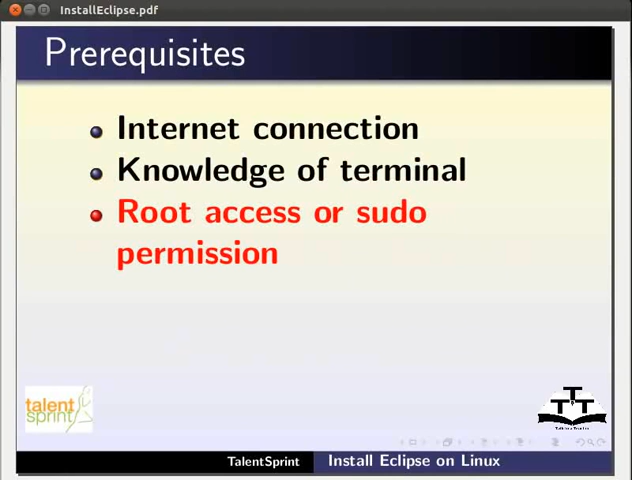 InstallEclipse.pdf
Prerequisites
Internet connection
Knowledge of terminal
Root access or sudo
permission
talent
sprint
TTT
TalentSprint
Install Eclipse on Linux